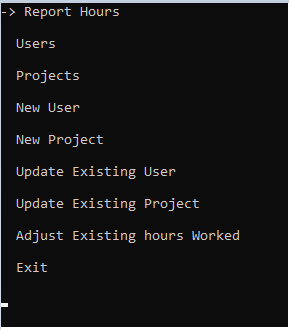 -> Report Hours
Users
Projects
New User
New Project
Update Existing User
Update Existing Project
Adjust Existing hours Worked
Exit